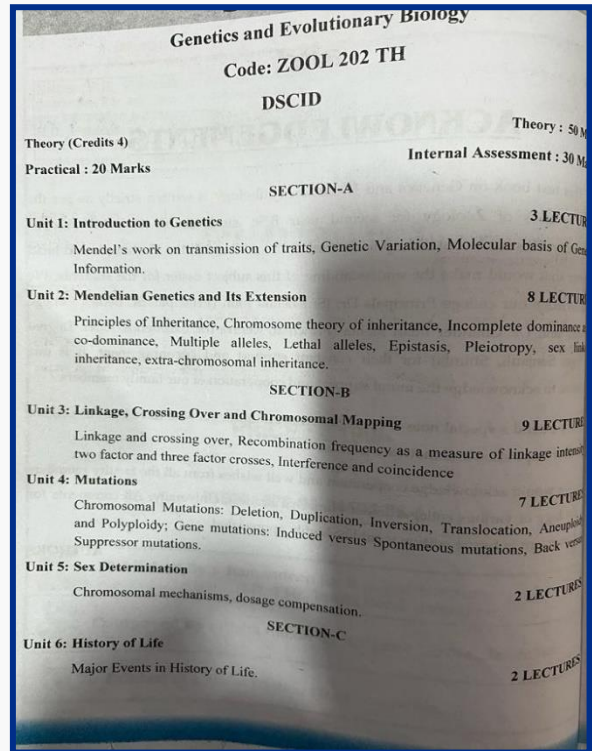 Genetics and Evolutionary Biology
Code: ZOOL 202 TH
DSCID
Theory (Credits 4) Theory : 50
Practical : 20 Marks Internal Assessment : 30
SECTION-A
Unit 1: Introduction to Genetics 3 LECTUR
Mendel's work on transmission of traits, Genetic Variation, Molecular basis of Gene
Information.
Unit 2: Mendelian Genetics and Its Extension 8 LECTUR
Principles of Inheritance, Chromosome theory of inheritance, Incomplete dominance
co-dominance, Multiple alleles, Lethal alleles, Epistasis, Pleiotropy, sex link
inheritance, extra-chromosomal inheritance.
SECTION-B
Unit 3: Linkage, Crossing Over and Chromosomal Mapping 9 LECTURE
Linkage and crossing over, Recombination frequency as a measure of linkage intensity
two factor and three factor crosses, Interference and coincidence
Unit 4: Mutations 7 LECTURES
Chromosomal Mutations: Deletion, Duplication, Inversion, Translocation, Aneuploidy
and Polyploidy; Gene mutations: Induced versus Spontaneous mutations, Back versus
Suppressor mutations.
Unit 5: Sex Determination 2 LECTURES
Chromosomal mechanisms, dosage compensation.
SECTION-C
Unit 6: History of Life 2 LECTURES
Major Events in History of Life.